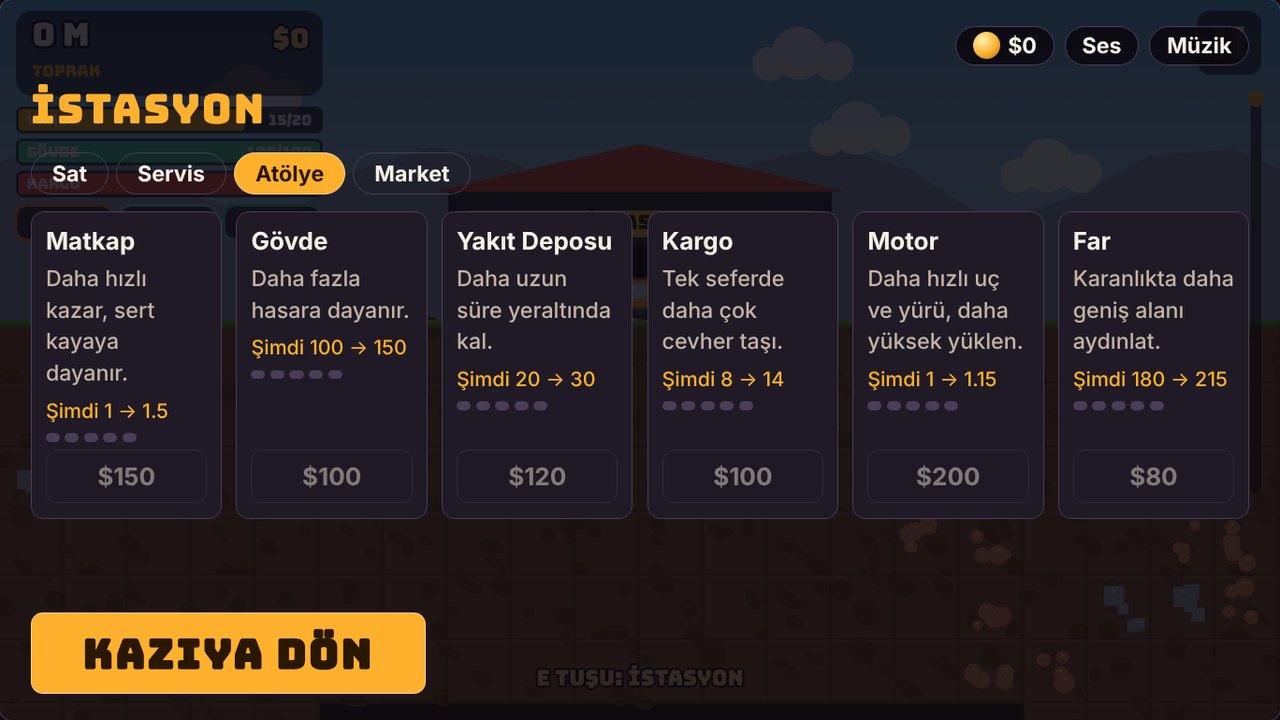 0 M
$0
TOPRAK
$0
Ses
Müzik
İSTASYON
15/20
GÖVDE
Sat
Servis
Atölye
Market
KARGO
Matkap
Daha hızlı
kazar, sert
kayaya
dayanır.
Şimdi 1 → 1.5
$150
Gövde
Daha fazla
hasara dayanır.
Şimdi 100 → 150
$100
Yakıt Deposu
Daha uzun
süre yeraltında
kal.
Şimdi 20 → 30
$120
Kargo
Tek seferde
daha çok
cevher taşı.
Şimdi 8 → 14
$100
Motor
Daha hızlı uç
ve yürü, daha
yüksek yüklen.
Şimdi 1 → 1.15
$200
Far
Karanlıkta daha
geniş alanı
aydınlat.
Şimdi 180 → 215
$80
KAZIYA DÖN
E TUŞU: İSTASYON